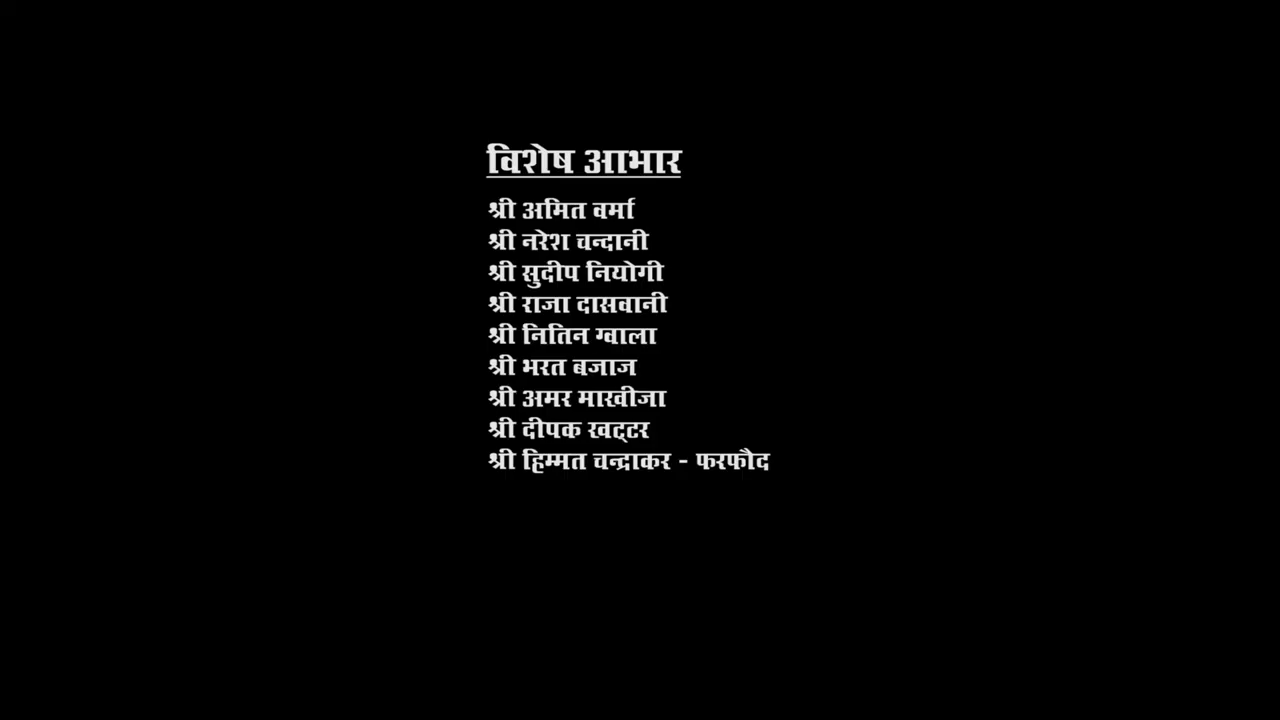 विशेष आभार
श्री अमित वर्मा
श्री नरेश चन्दानी
श्री सुदीप नियोगी
श्री राजा दासवानी
श्री नितिन ग्वाला
श्री भरत बजाज
श्री अमर माखीजा
श्री दीपक खट्टर
श्री हिम्मत चन्द्राकर - फरफौद